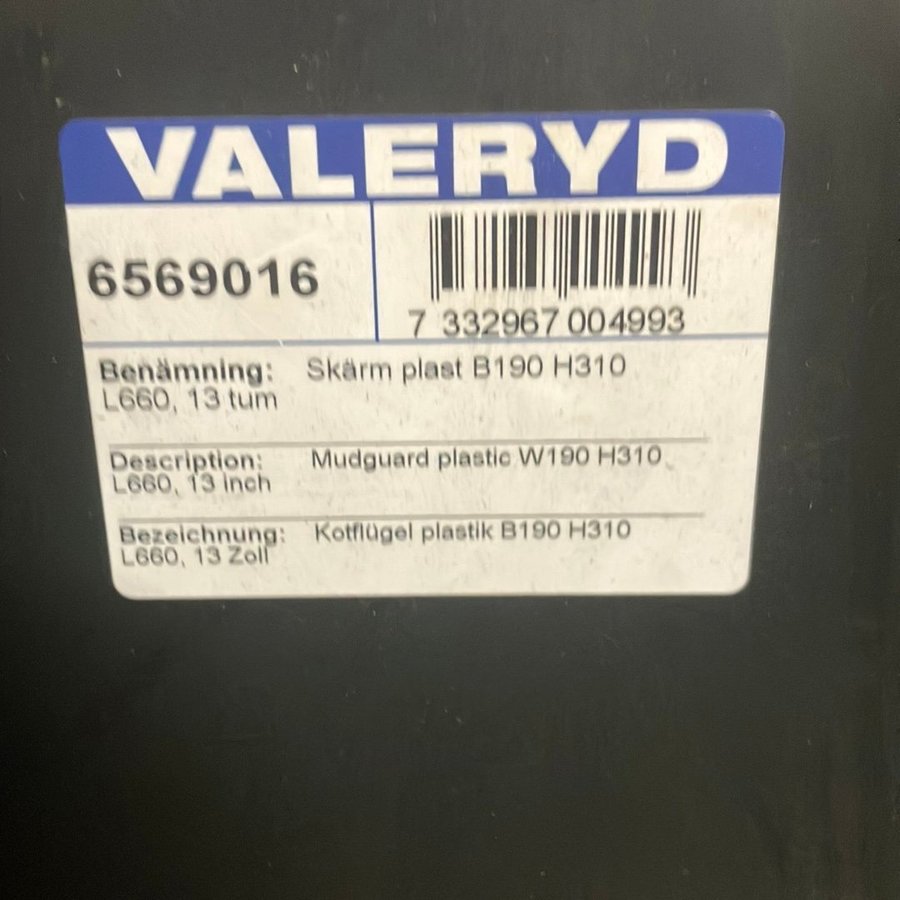 VALERYD
6569016
7 332967 004993
Benämning: Skärm plast B190 H310
L660, 13 tum
Description: Mudguard plastic W190 H310
L660, 13 inch
Bezeichnung: Kotflügel plastik B190 H310
L660, 13 Zoll